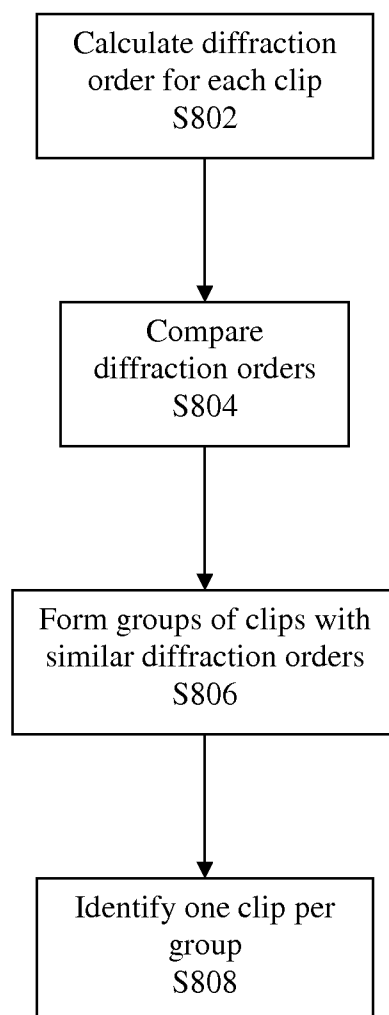 Calculate diffraction
order for each clip
S802
Compare
diffraction orders
S804
Form groups of clips with
similar diffraction orders
S806
Identify one clip per
group
S808